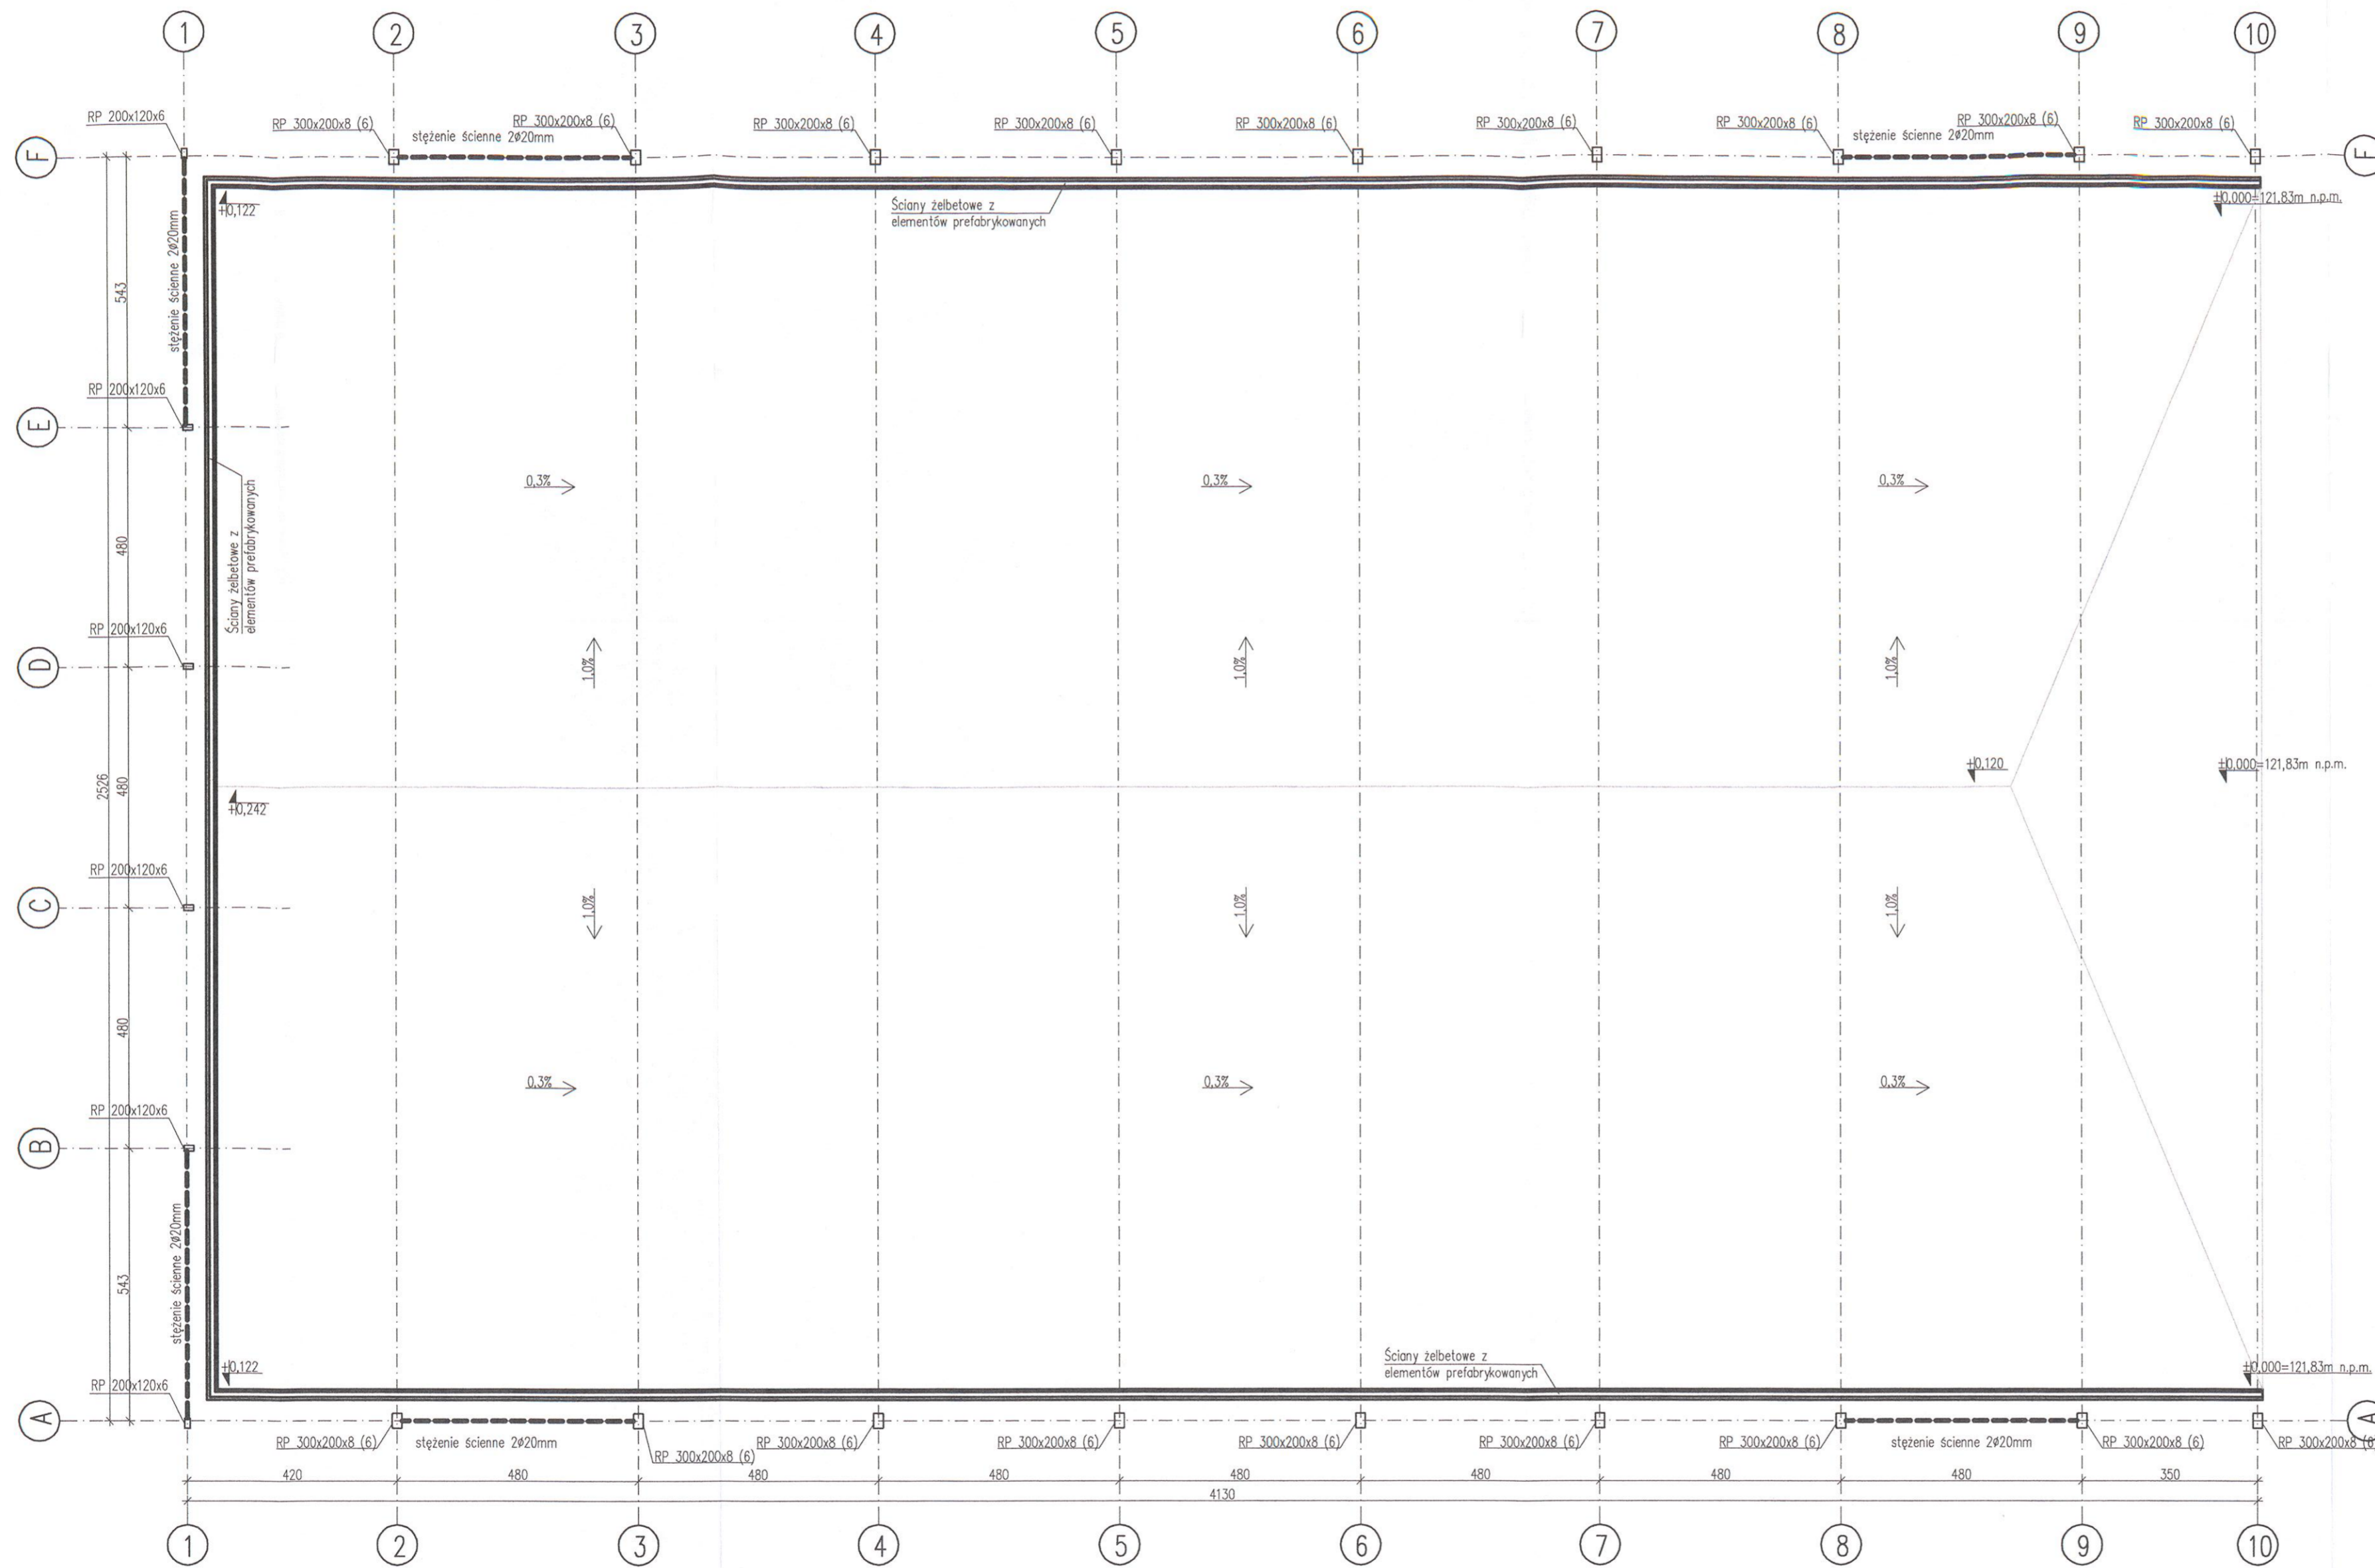 1
2
3
4
5
6
7
8
9
10
RP 200x120x6
RP 300x200x8 (6)
stężenie ścienne 2ø20mm
RP 300x200x8 (6)
RP 300x200x8 (6)
RP 300x200x8 (6)
RP 300x200x8 (6)
RP 300x200x8 (6)
RP 300x200x8 (6)
stężenie ścienne 2ø20mm
RP 300x200x8 (6)
RP 300x200x8 (6)
F
F
+0,122
Ściany żelbetowe z
elementów prefabrykowanych
±0,000=121,83m n.p.m.
stężenie ścienne 2ø20mm
543
RP 200x120x6
E
0,3%
0,3%
0,3%
Ściany żelbetowe z
elementów prefabrykowanych
480
RP 200x120x6
D
1,0%
1,0%
1,0%
2526
480
+0,242
+0,120
±0,000=121,83m n.p.m.
RP 200x120x6
C
1,0%
1,0%
1,0%
480
0,3%
0,3%
0,3%
RP 200x120x6
B
stężenie ścienne 2ø20mm
543
+0,122
Ściany żelbetowe z
elementów prefabrykowanych
±0,000=121,83m n.p.m.
RP 200x120x6
A
A
RP 300x200x8 (6)
stężenie ścienne 2ø20mm
RP 300x200x8 (6)
RP 300x200x8 (6)
RP 300x200x8 (6)
RP 300x200x8 (6)
RP 300x200x8 (6)
RP 300x200x8 (6)
stężenie ścienne 2ø20mm
RP 300x200x8 (6)
RP 300x200x8 (6
420
480
480
480
480
480
480
480
350
4130
1
2
3
4
5
6
7
8
9
10